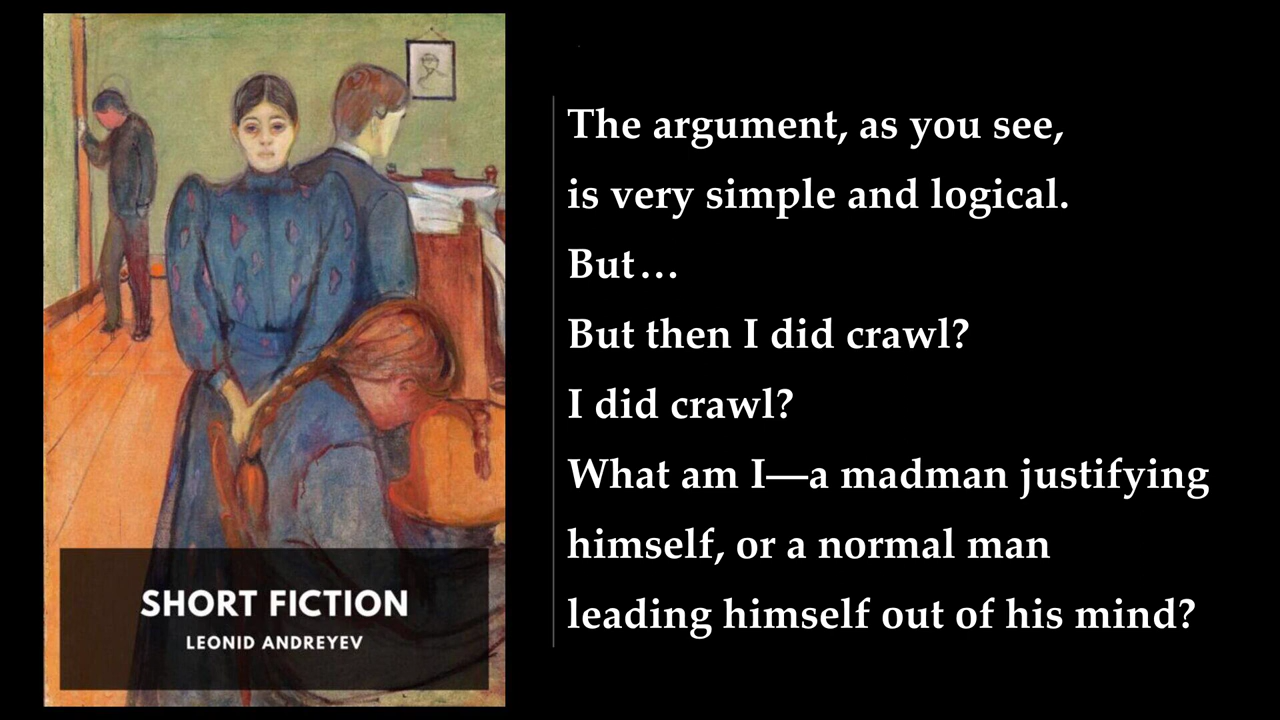 The argument, as you see,
is very simple and logical.
But…
But then I did crawl?
I did crawl?
What am I—a madman justifying
himself, or a normal man
leading himself out of his mind?
SHORT FICTION
LEONID ANDREYEV